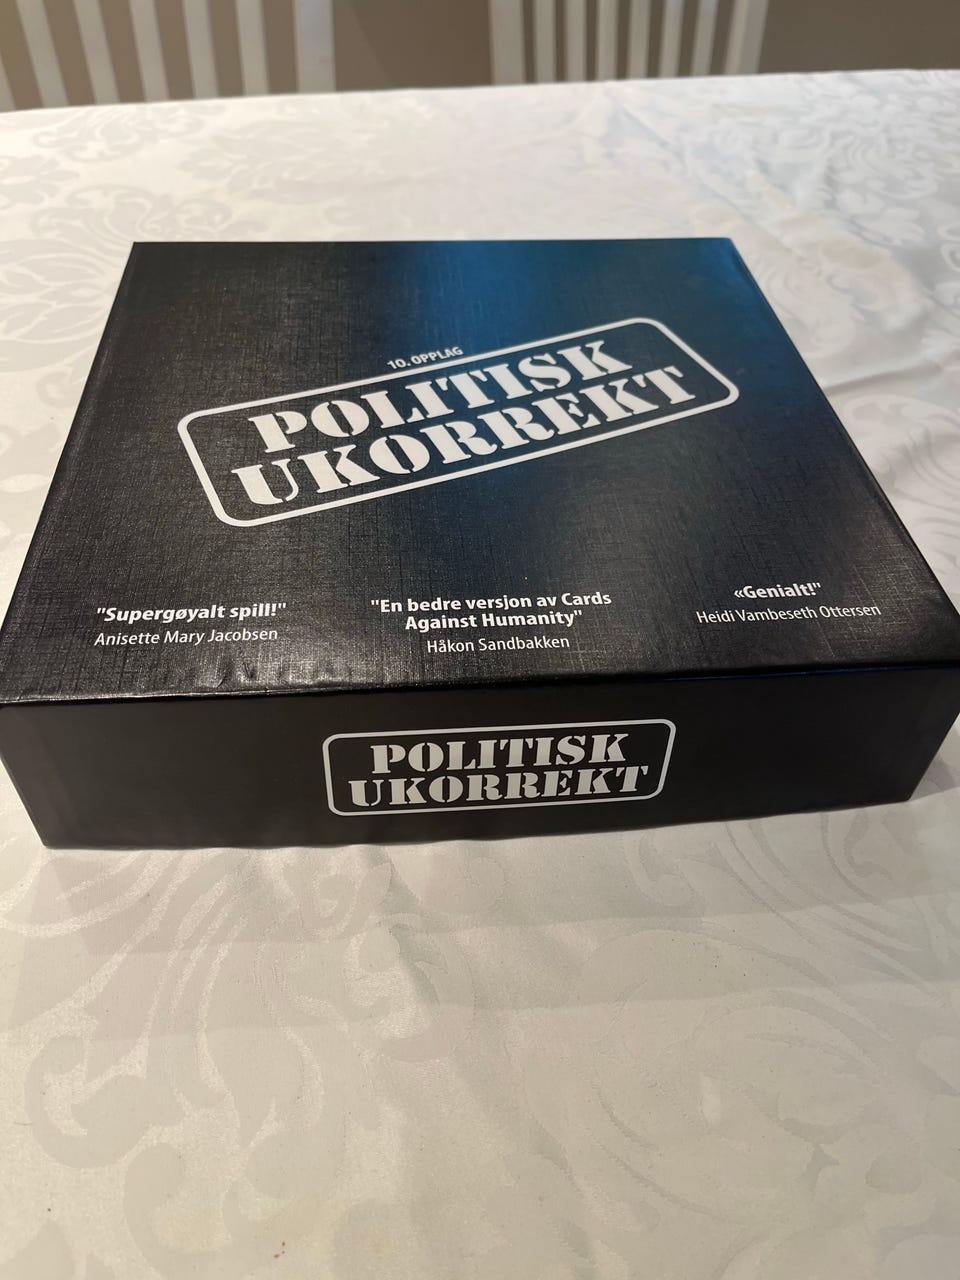 10. OPPLAG
POLITISK
UKORREKT
"Supergøyalt spill!"
Anisette Mary Jacobsen
"En bedre versjon av Cards
Against Humanity"
Håkon Sandbakken
«Genialt!"
Heidi Vambeseth Ottersen
POLITISK
UKORREKT